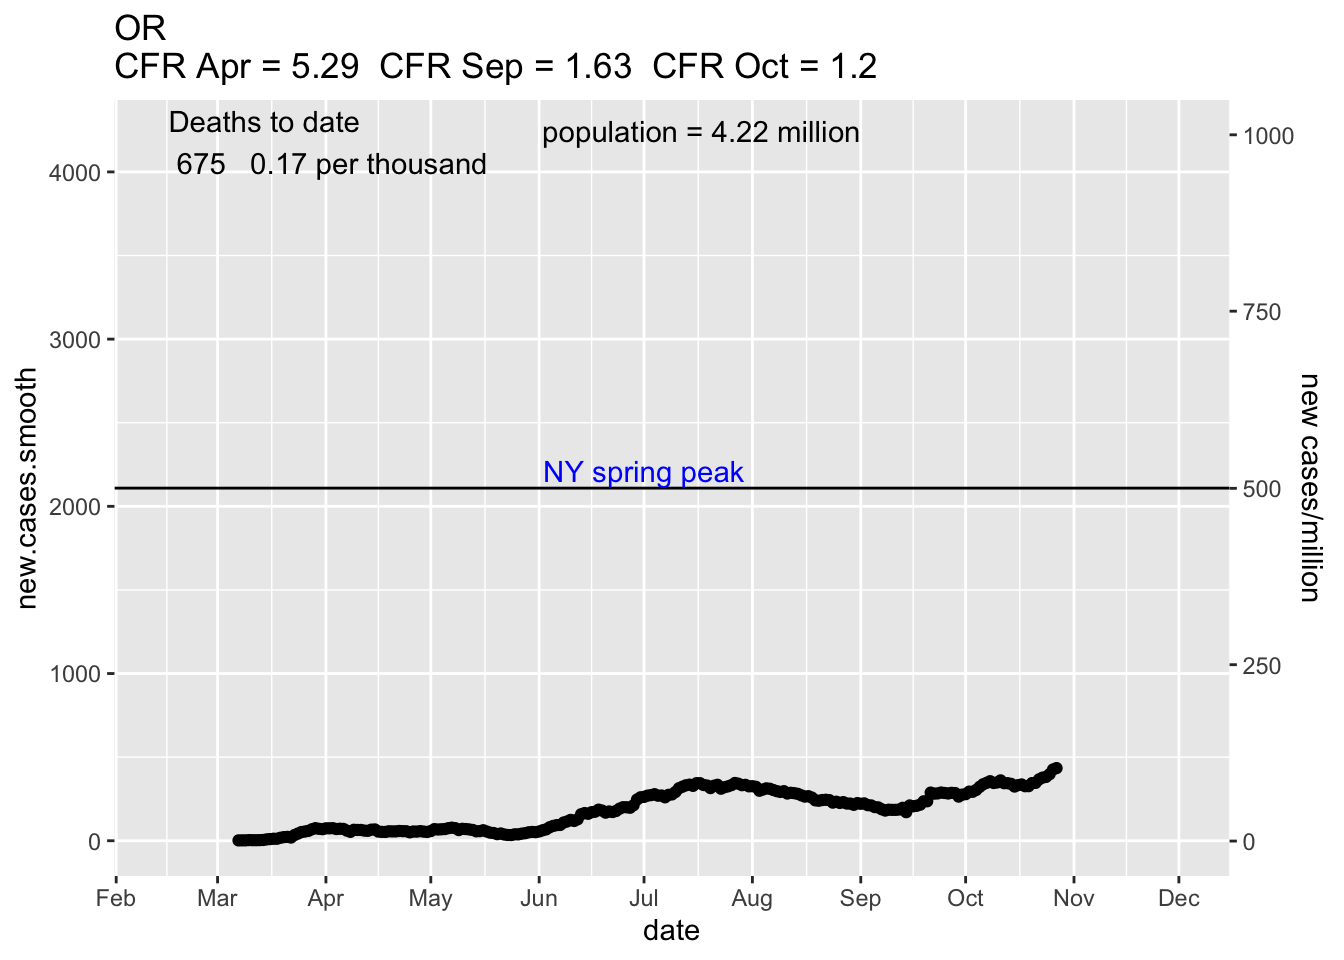 OR
CFR Apr = 5.29  CFR Sep = 1.63  CFR Oct = 1.2
Deaths to date
675   0.17 per thousand
population = 4.22 million
NY spring peak
new.cases.smooth
4000
3000
2000
1000
0
1000
750
500
250
0
new cases/million
Feb Mar Apr May Jun Jul Aug Sep Oct Nov Dec
date